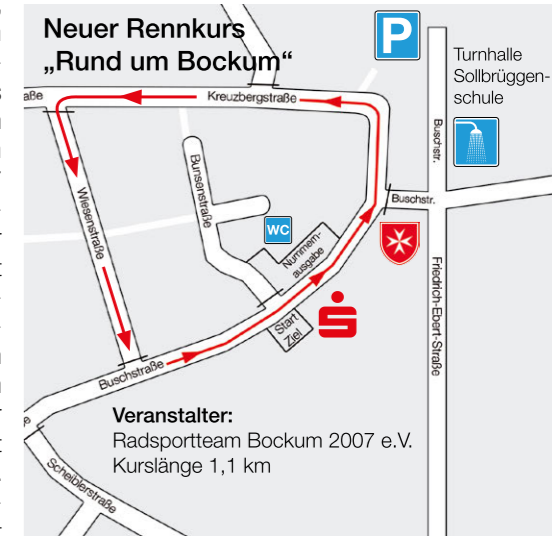 Neuer Rennkurs
„Rund um Bockum“
P
Turnhalle
Sollbrüggen-
schule
aße
Kreuzbergstraße
Buschstr.
Bunsenstraße
Wiesenstraße
Buschstr.
WC
Nummern-
ausgabe
Friedrich-Ebert-Straße
Start
Ziel
S
Buschstraße
Veranstalter:
Radsportteam Bockum 2007 e.V.
Kurslänge 1,1 km
e
Scheiblerstraße